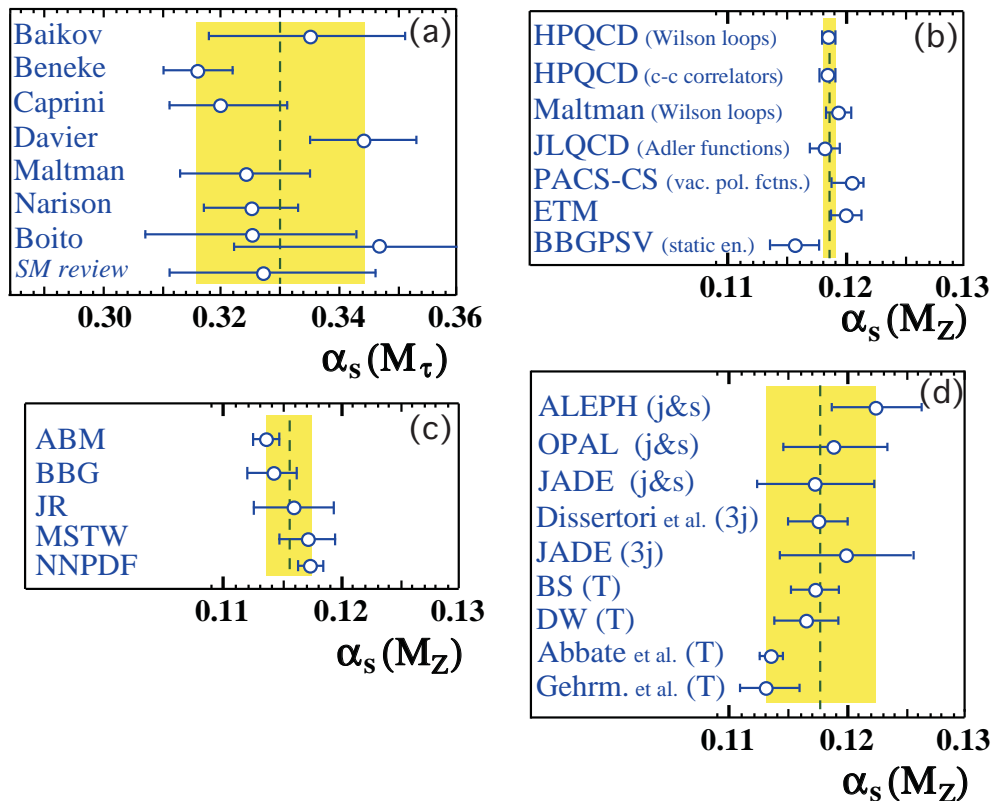 (a)
Baikov
Beneke
Caprini
Davier
Maltman
Narison
Boito
SM review
0.30 0.32 0.34 0.36
αs(Mτ)
(b)
HPQCD (Wilson loops)
HPQCD (c-c correlators)
Maltman (Wilson loops)
JLQCD (Adler functions)
PACS-CS (vac. pol. fctns.)
ETM
BBGPSV (static en.)
0.11 0.12 0.13
αs(MZ)
(c)
ABM
BBG
JR
MSTW
NNPDF
0.11 0.12 0.13
αs(MZ)
(d)
ALEPH (j&s)
OPAL (j&s)
JADE (j&s)
Dissertori et al. (3j)
JADE (3j)
BS (T)
DW (T)
Abbate et al. (T)
Gehrm. et al. (T)
0.11 0.12 0.13
αs(MZ)